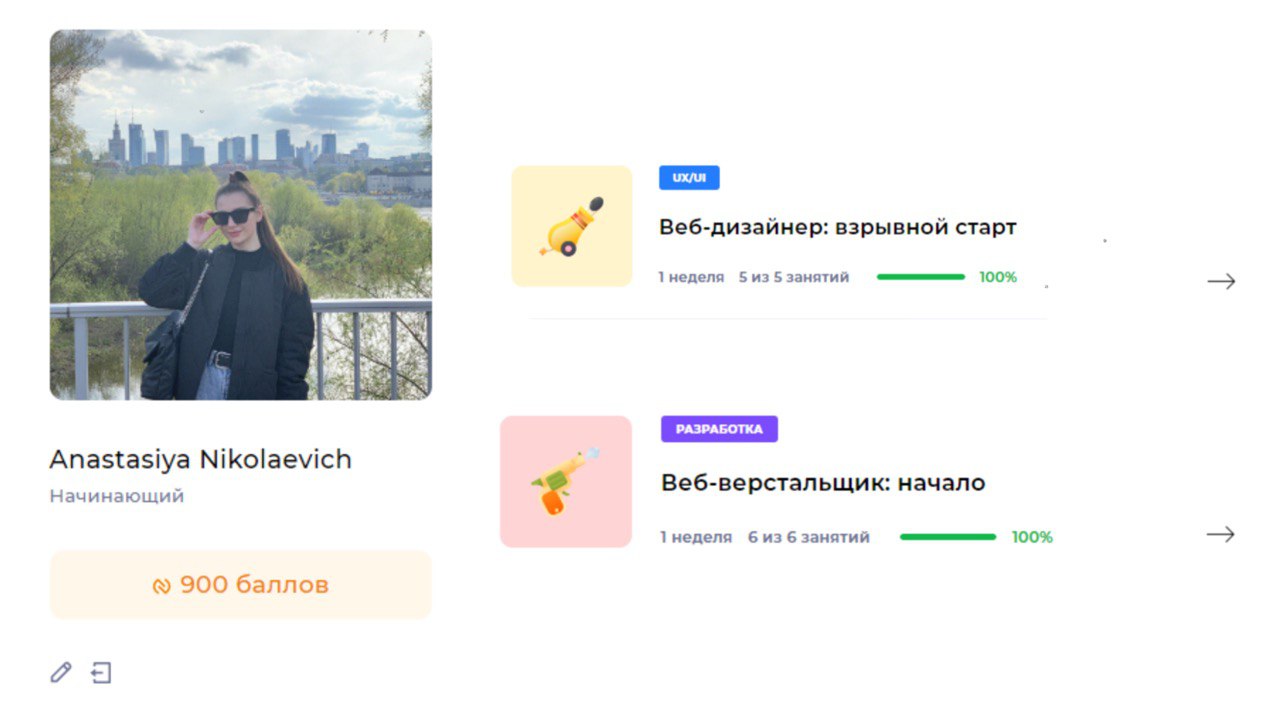 Anastasiya Nikolaevich
Начинающий
900 баллов
UX/UI
Веб-дизайнер: взрывной старт
1 неделя 5 из 5 занятий 100%
РАЗРАБОТКА
Веб-верстальщик: начало
1 неделя 6 из 6 занятий 100%